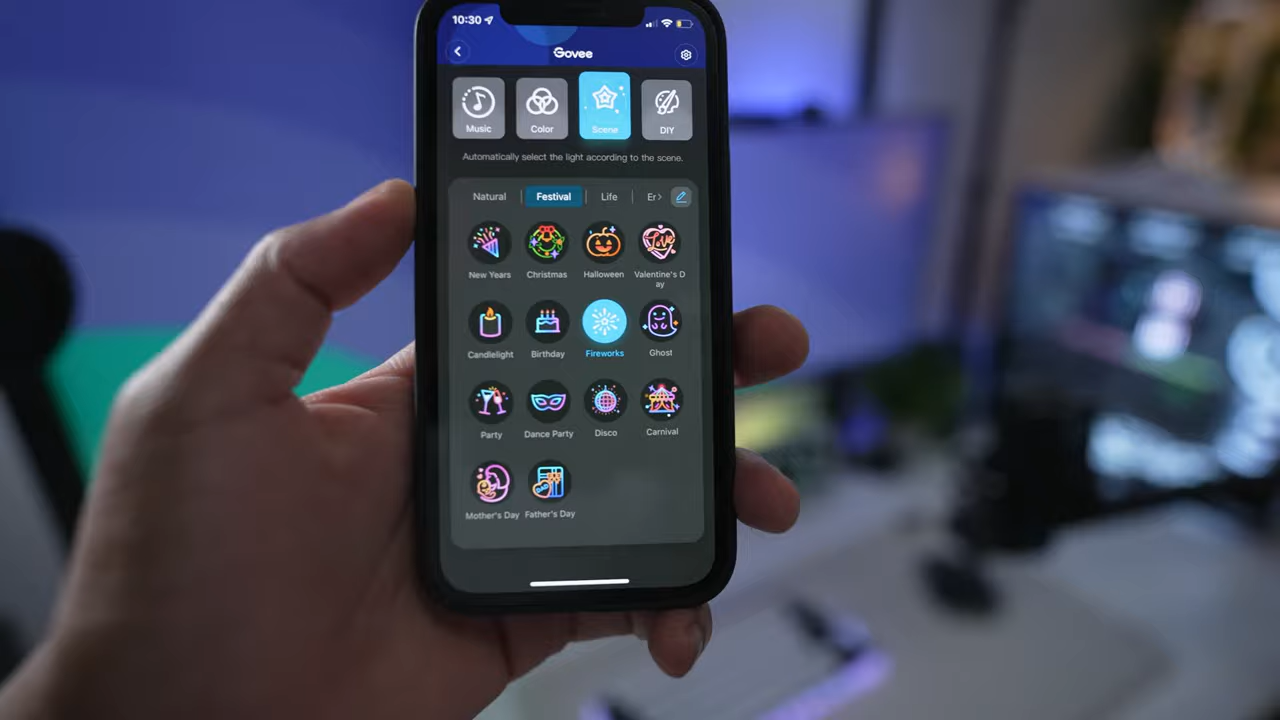 10:30
Govee
Music Color Scene DIY
Automatically select the light according to the scene.
Natural Festival Life Er
New Years Christmas Halloween Valentine's D
ay
Candlelight Birthday Fireworks Ghost
Party Dance Party Disco Carnival
Mother's Day Father's Day